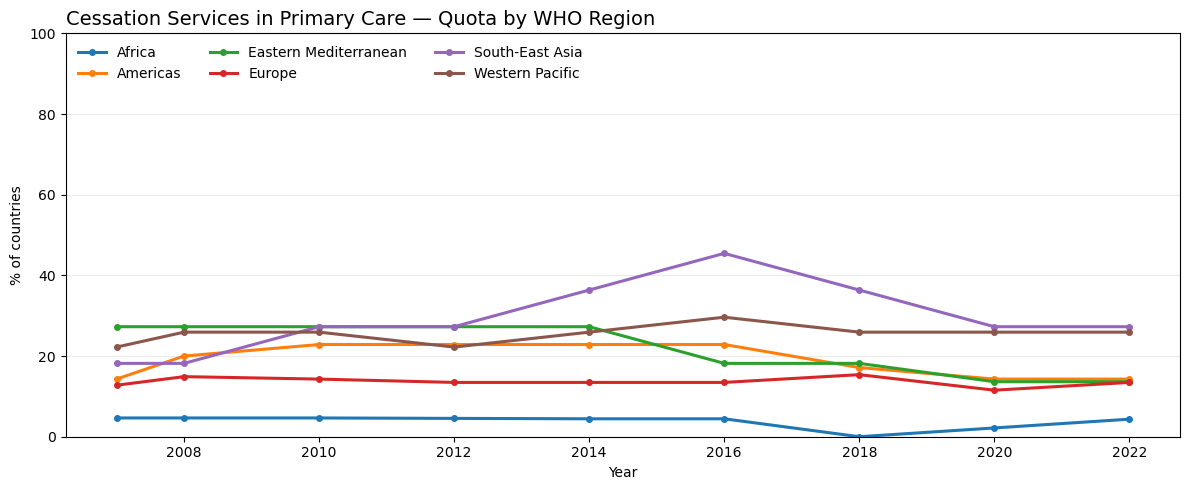 Cessation Services in Primary Care — Quota by WHO Region
Africa
Americas
Eastern Mediterranean
Europe
South-East Asia
Western Pacific
% of countries
100
80
60
40
20
0
2008 2010 2012 2014 2016 2018 2020 2022
Year